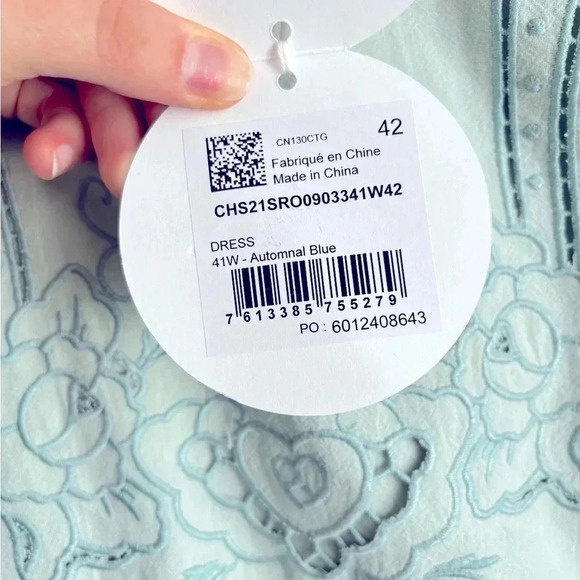 CN130CTG 42
Fabriqué en Chine
Made in China
CHS21SRO0903341W42
DRESS
41W - Automnal Blue
7 613385 755279
PO : 6012408643